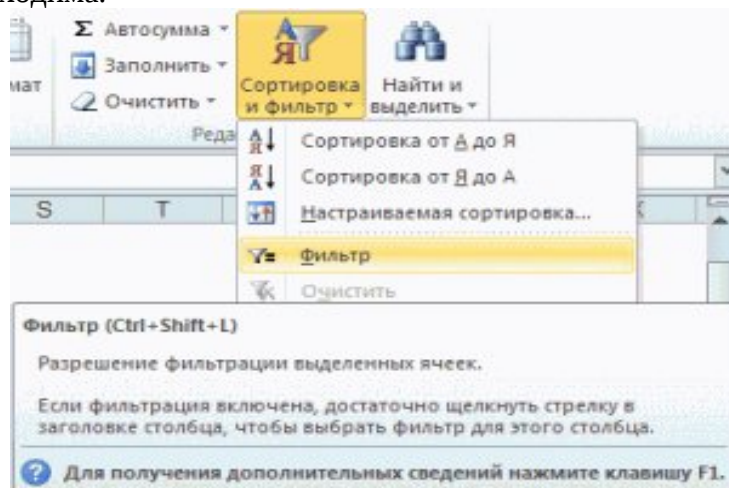 Σ Автосумма
Заполнить
Очистить
Сортировка
и фильтр
Найти и
выделить
Сортировка от А до Я
Сортировка от Я до А
S T
Настраиваемая сортировка...
Фильтр
Очистить
Фильтр (Ctrl+Shift+L)
Разрешение фильтрации выделенных ячеек.
Если фильтрация включена, достаточно щелкнуть стрелку в
заголовке столбца, чтобы выбрать фильтр для этого столбца.
Для получения дополнительных сведений нажмите клавишу F1.